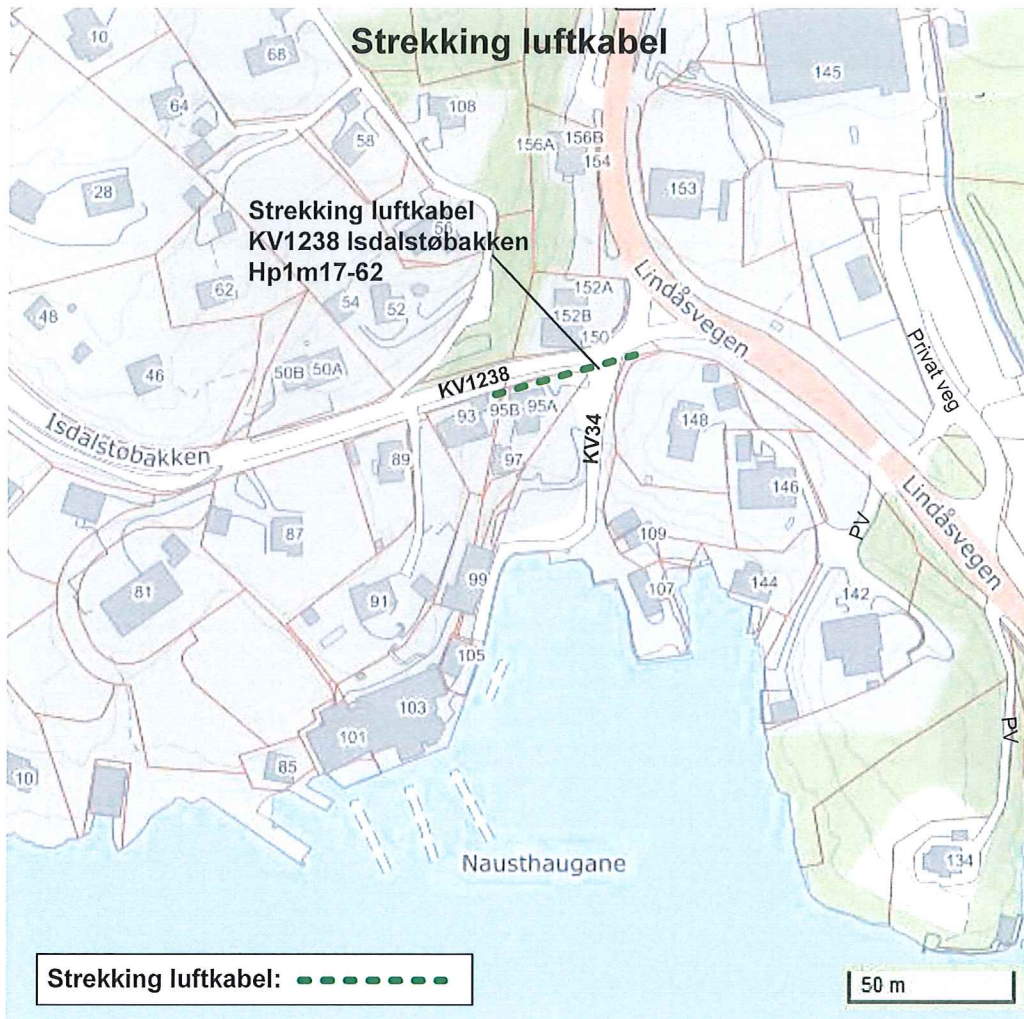 Strekking luftkabel
10
68
145
64
108
58
156A
156B
154
28
153
Strekking luftkabel
KV1238 Isdalstøbakken
Hp1m17-62
62
54
52
152A
152B
150
Lindåsvegen
48
46
50B
50A
KV1238
Privat veg
Isdalstøbakken
93
95B
95A
KV34
148
89
97
146
Lindåsvegen
PV
87
109
81
99
91
107
144
142
105
103
101
PV
10
85
134
Nausthaugane
Strekking luftkabel:
50 m